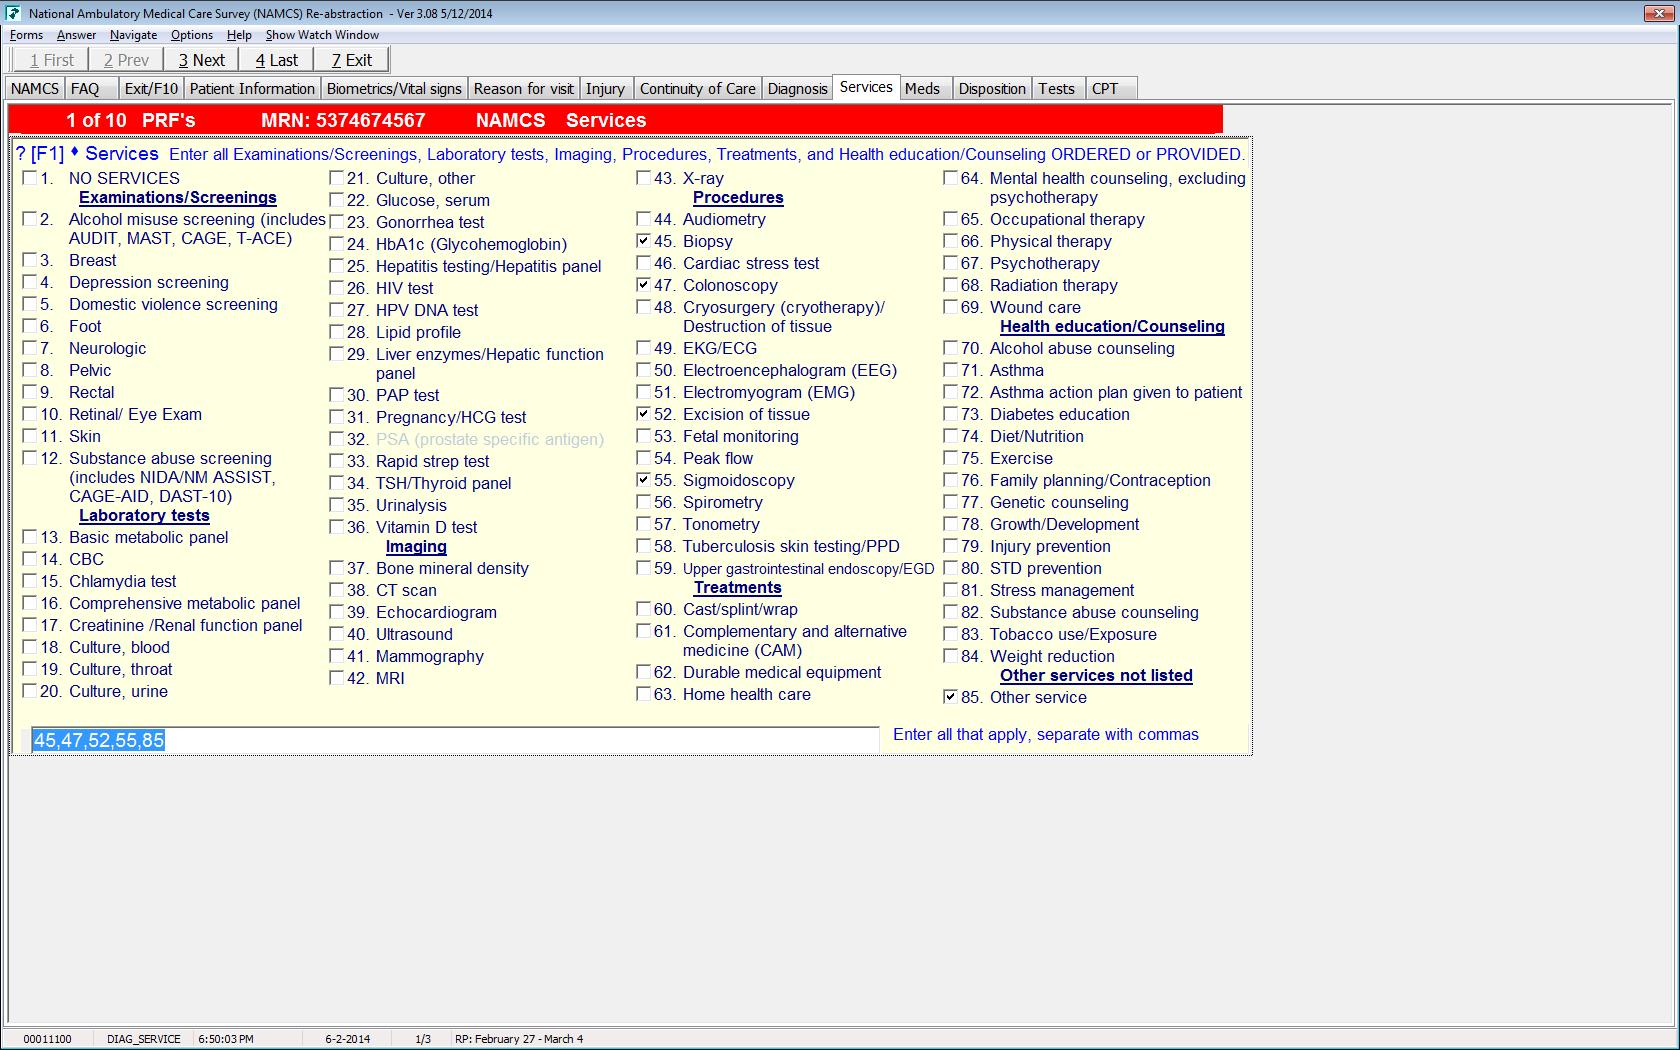 National Ambulatory Medical Care Survey (NAMCS) Re-abstraction - Ver 3.08 5/12/2014
Forms Answer Navigate Options Help Show Watch Window
1 First 2 Prev 3 Next 4 Last 7 Exit
NAMCS FAQ Exit/F10 Patient Information Biometrics/Vital signs Reason for visit Injury Continuity of Care Diagnosis Services Meds Disposition Tests CPT
1 of 10 PRF's MRN: 5374674567 NAMCS Services
? [F1] ♦ Services Enter all Examinations/Screenings, Laboratory tests, Imaging, Procedures, Treatments, and Health education/Counseling ORDERED or PROVIDED.
1. NO SERVICES
Examinations/Screenings
2. Alcohol misuse screening (includes
AUDIT, MAST, CAGE, T-ACE)
3. Breast
4. Depression screening
5. Domestic violence screening
6. Foot
7. Neurologic
8. Pelvic
9. Rectal
10. Retinal/ Eye Exam
11. Skin
12. Substance abuse screening
(includes NIDA/NM ASSIST,
CAGE-AID, DAST-10)
Laboratory tests
13. Basic metabolic panel
14. CBC
15. Chlamydia test
16. Comprehensive metabolic panel
17. Creatinine /Renal function panel
18. Culture, blood
19. Culture, throat
20. Culture, urine
21. Culture, other
22. Glucose, serum
23. Gonorrhea test
24. HbA1c (Glycohemoglobin)
25. Hepatitis testing/Hepatitis panel
26. HIV test
27. HPV DNA test
28. Lipid profile
29. Liver enzymes/Hepatic function
panel
30. PAP test
31. Pregnancy/HCG test
32. PSA (prostate specific antigen)
33. Rapid strep test
34. TSH/Thyroid panel
35. Urinalysis
36. Vitamin D test
Imaging
37. Bone mineral density
38. CT scan
39. Echocardiogram
40. Ultrasound
41. Mammography
42. MRI
43. X-ray
Procedures
44. Audiometry
45. Biopsy
46. Cardiac stress test
47. Colonoscopy
48. Cryosurgery (cryotherapy)/
Destruction of tissue
49. EKG/ECG
50. Electroencephalogram (EEG)
51. Electromyogram (EMG)
52. Excision of tissue
53. Fetal monitoring
54. Peak flow
55. Sigmoidoscopy
56. Spirometry
57. Tonometry
58. Tuberculosis skin testing/PPD
59. Upper gastrointestinal endoscopy/EGD
Treatments
60. Cast/splint/wrap
61. Complementary and alternative
medicine (CAM)
62. Durable medical equipment
63. Home health care
64. Mental health counseling, excluding
psychotherapy
65. Occupational therapy
66. Physical therapy
67. Psychotherapy
68. Radiation therapy
69. Wound care
Health education/Counseling
70. Alcohol abuse counseling
71. Asthma
72. Asthma action plan given to patient
73. Diabetes education
74. Diet/Nutrition
75. Exercise
76. Family planning/Contraception
77. Genetic counseling
78. Growth/Development
79. Injury prevention
80. STD prevention
81. Stress management
82. Substance abuse counseling
83. Tobacco use/Exposure
84. Weight reduction
Other services not listed
85. Other service
45,47,52,55,85 Enter all that apply, separate with commas
00011100 DIAG_SERVICE 6:50:03 PM 6-2-2014 1/3 RP: February 27 - March 4